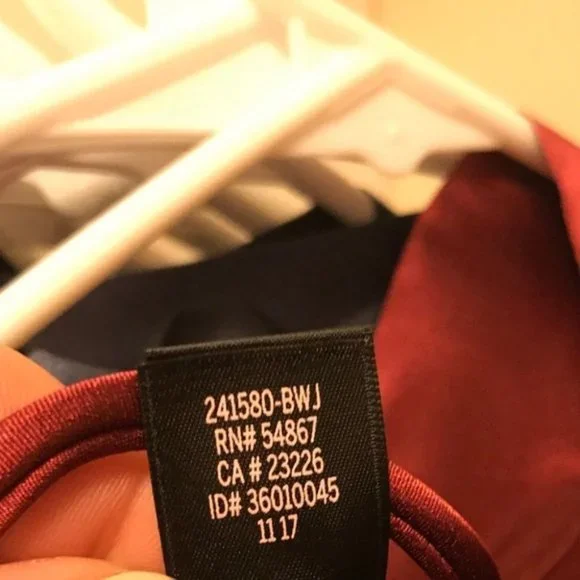 241580-BWJ
RN# 54867
CA # 23226
ID# 36010045
11 17